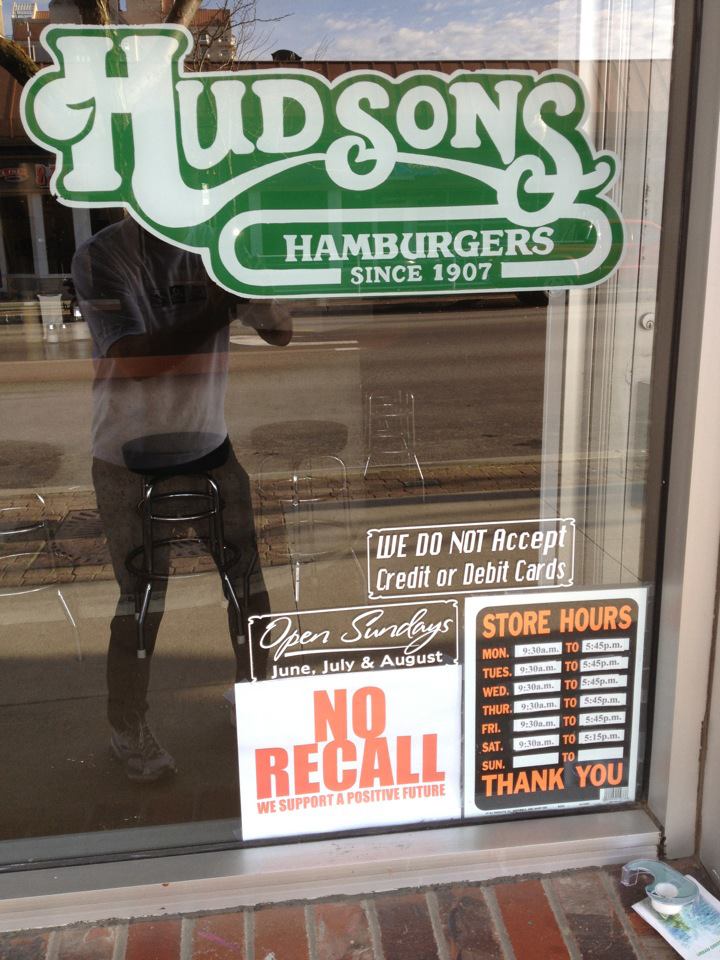 HUDSONS
HAMBURGERS
SINCE 1907
WE DO NOT Accept
Credit or Debit Cards
Open Sundays
June, July & August
NO
RECALL
WE SUPPORT A POSITIVE FUTURE
STORE HOURS
MON. 9:30a.m. TO 5:45p.m.
TUES. 9:30a.m. TO 5:45p.m.
WED. 9:30a.m. TO 5:45p.m.
THUR. 9:30a.m. TO 5:45p.m.
FRI. 9:30a.m. TO 5:45p.m.
SAT. 9:30a.m. TO 5:15p.m.
SUN. TO
THANK YOU